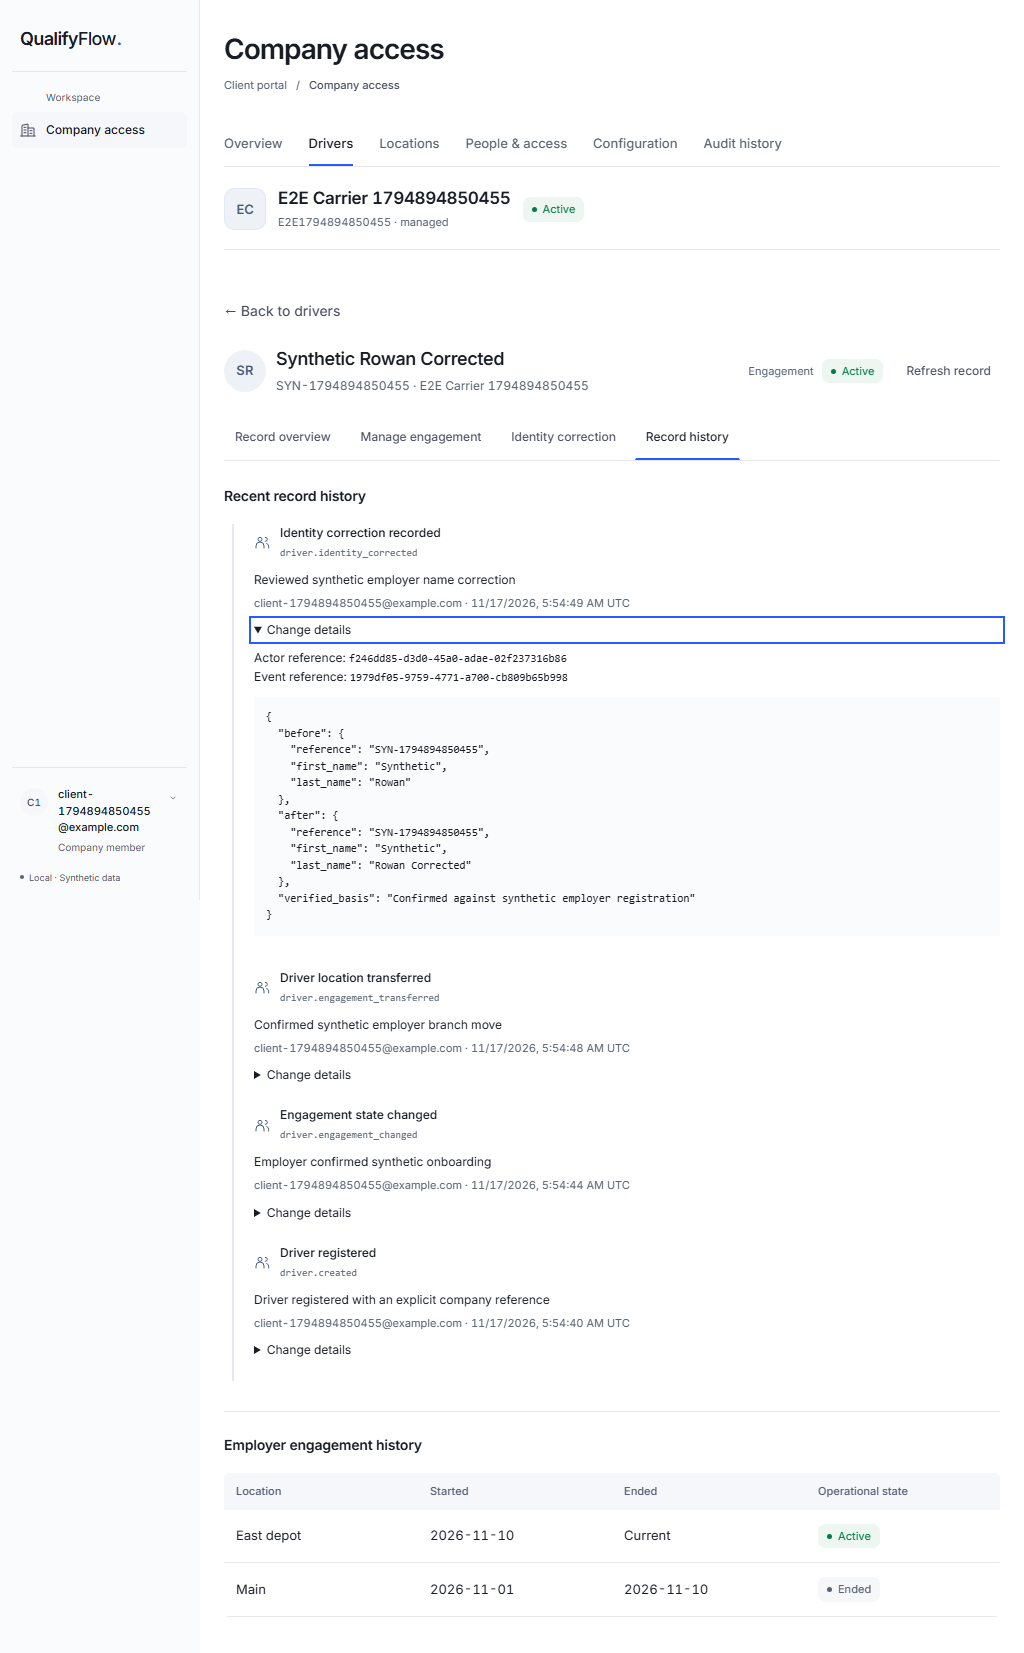 QualifyFlow.
Workspace
Company access
client-
1794894850455
@example.com
C1
Company member
Local · Synthetic data
Company access
Client portal / Company access
Overview Drivers Locations People & access Configuration Audit history
EC
E2E Carrier 1794894850455
E2E1794894850455 · managed
Active
← Back to drivers
SR
Synthetic Rowan Corrected
SYN-1794894850455 · E2E Carrier 1794894850455
Engagement Active Refresh record
Record overview Manage engagement Identity correction Record history
Recent record history
Identity correction recorded
driver.identity_corrected
Reviewed synthetic employer name correction
client-1794894850455@example.com · 11/17/2026, 5:54:49 AM UTC
▼ Change details
Actor reference: f246dd85-d3d0-45a0-adae-02f237316b86
Event reference: 1979df05-9759-4771-a700-cb809b65b998
{
"before": {
"reference": "SYN-1794894850455",
"first_name": "Synthetic",
"last_name": "Rowan"
},
"after": {
"reference": "SYN-1794894850455",
"first_name": "Synthetic",
"last_name": "Rowan Corrected"
},
"verified_basis": "Confirmed against synthetic employer registration"
}
Driver location transferred
driver.engagement_transferred
Confirmed synthetic employer branch move
client-1794894850455@example.com · 11/17/2026, 5:54:48 AM UTC
▶ Change details
Engagement state changed
driver.engagement_changed
Employer confirmed synthetic onboarding
client-1794894850455@example.com · 11/17/2026, 5:54:44 AM UTC
▶ Change details
Driver registered
driver.created
Driver registered with an explicit company reference
client-1794894850455@example.com · 11/17/2026, 5:54:40 AM UTC
▶ Change details
Employer engagement history
Location Started Ended Operational state
East depot 2026-11-10 Current Active
Main 2026-11-01 2026-11-10 Ended